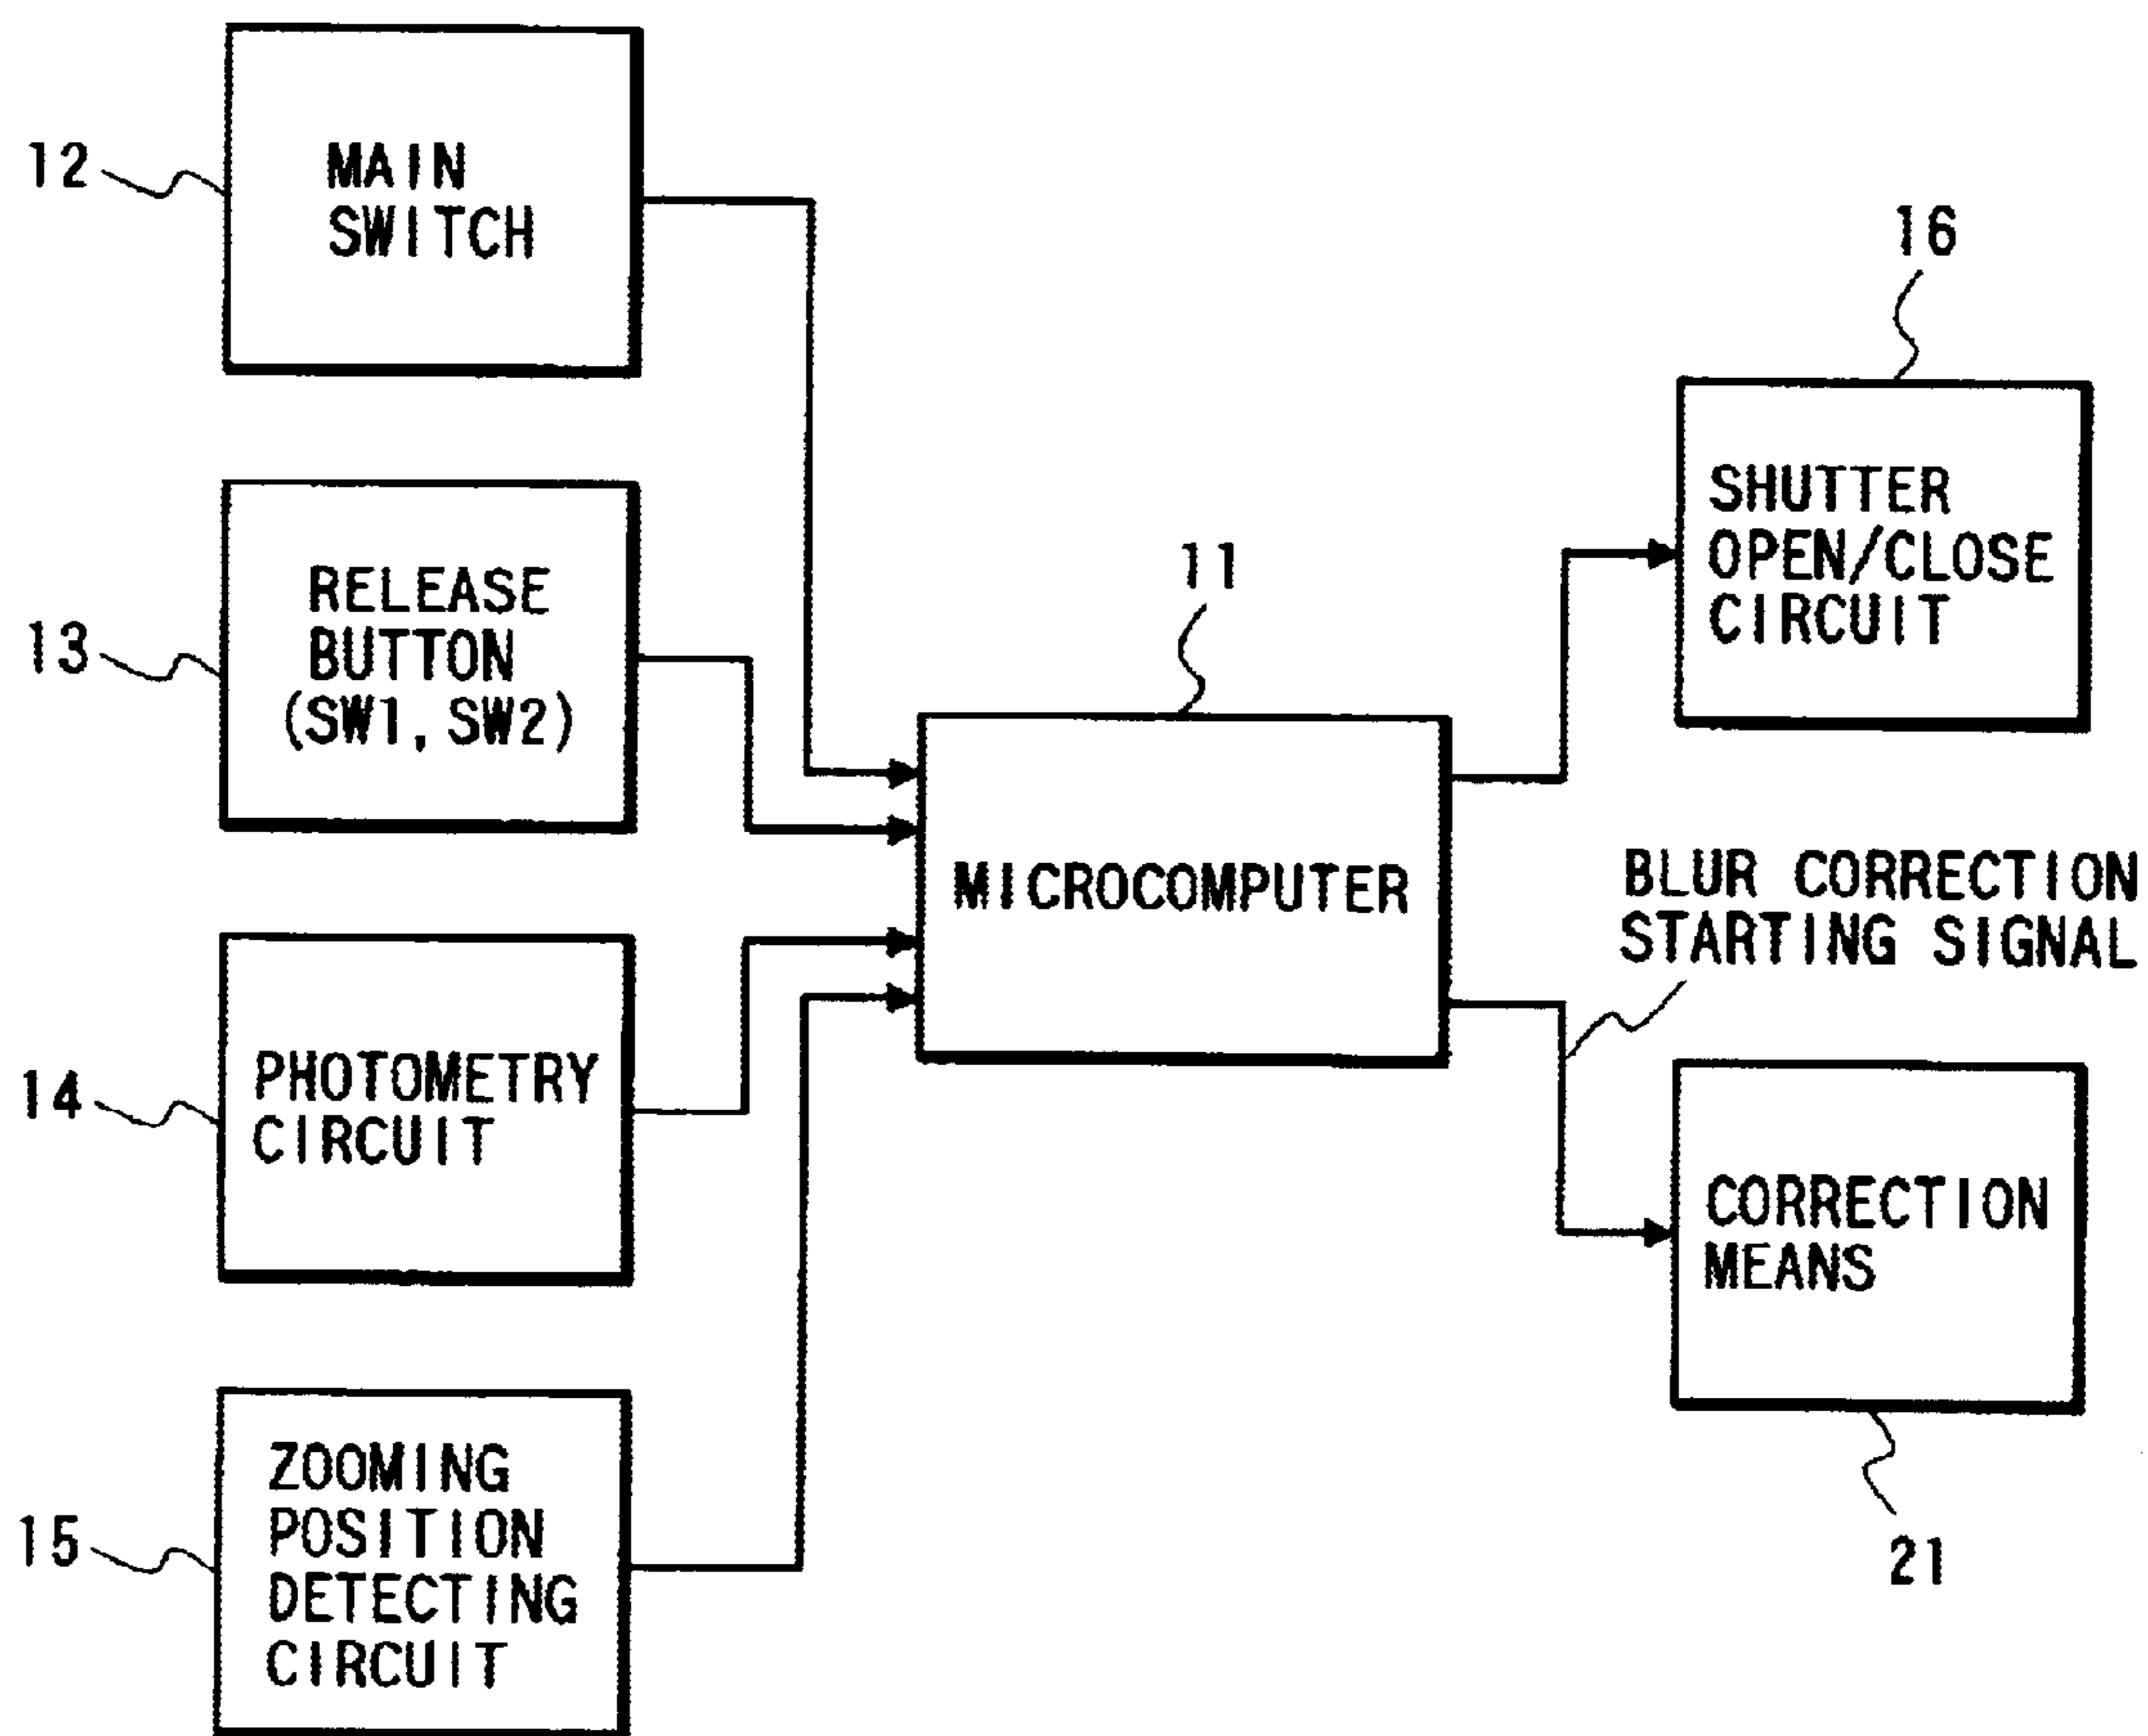 12
MAIN
SWITCH
13
RELEASE
BUTTON
(SW1, SW2)
14
PHOTOMETRY
CIRCUIT
15
ZOOMING
POSITION
DETECTING
CIRCUIT
11
MICROCOMPUTER
16
SHUTTER
OPEN/CLOSE
CIRCUIT
BLUR CORRECTION
STARTING SIGNAL
CORRECTION
MEANS
21